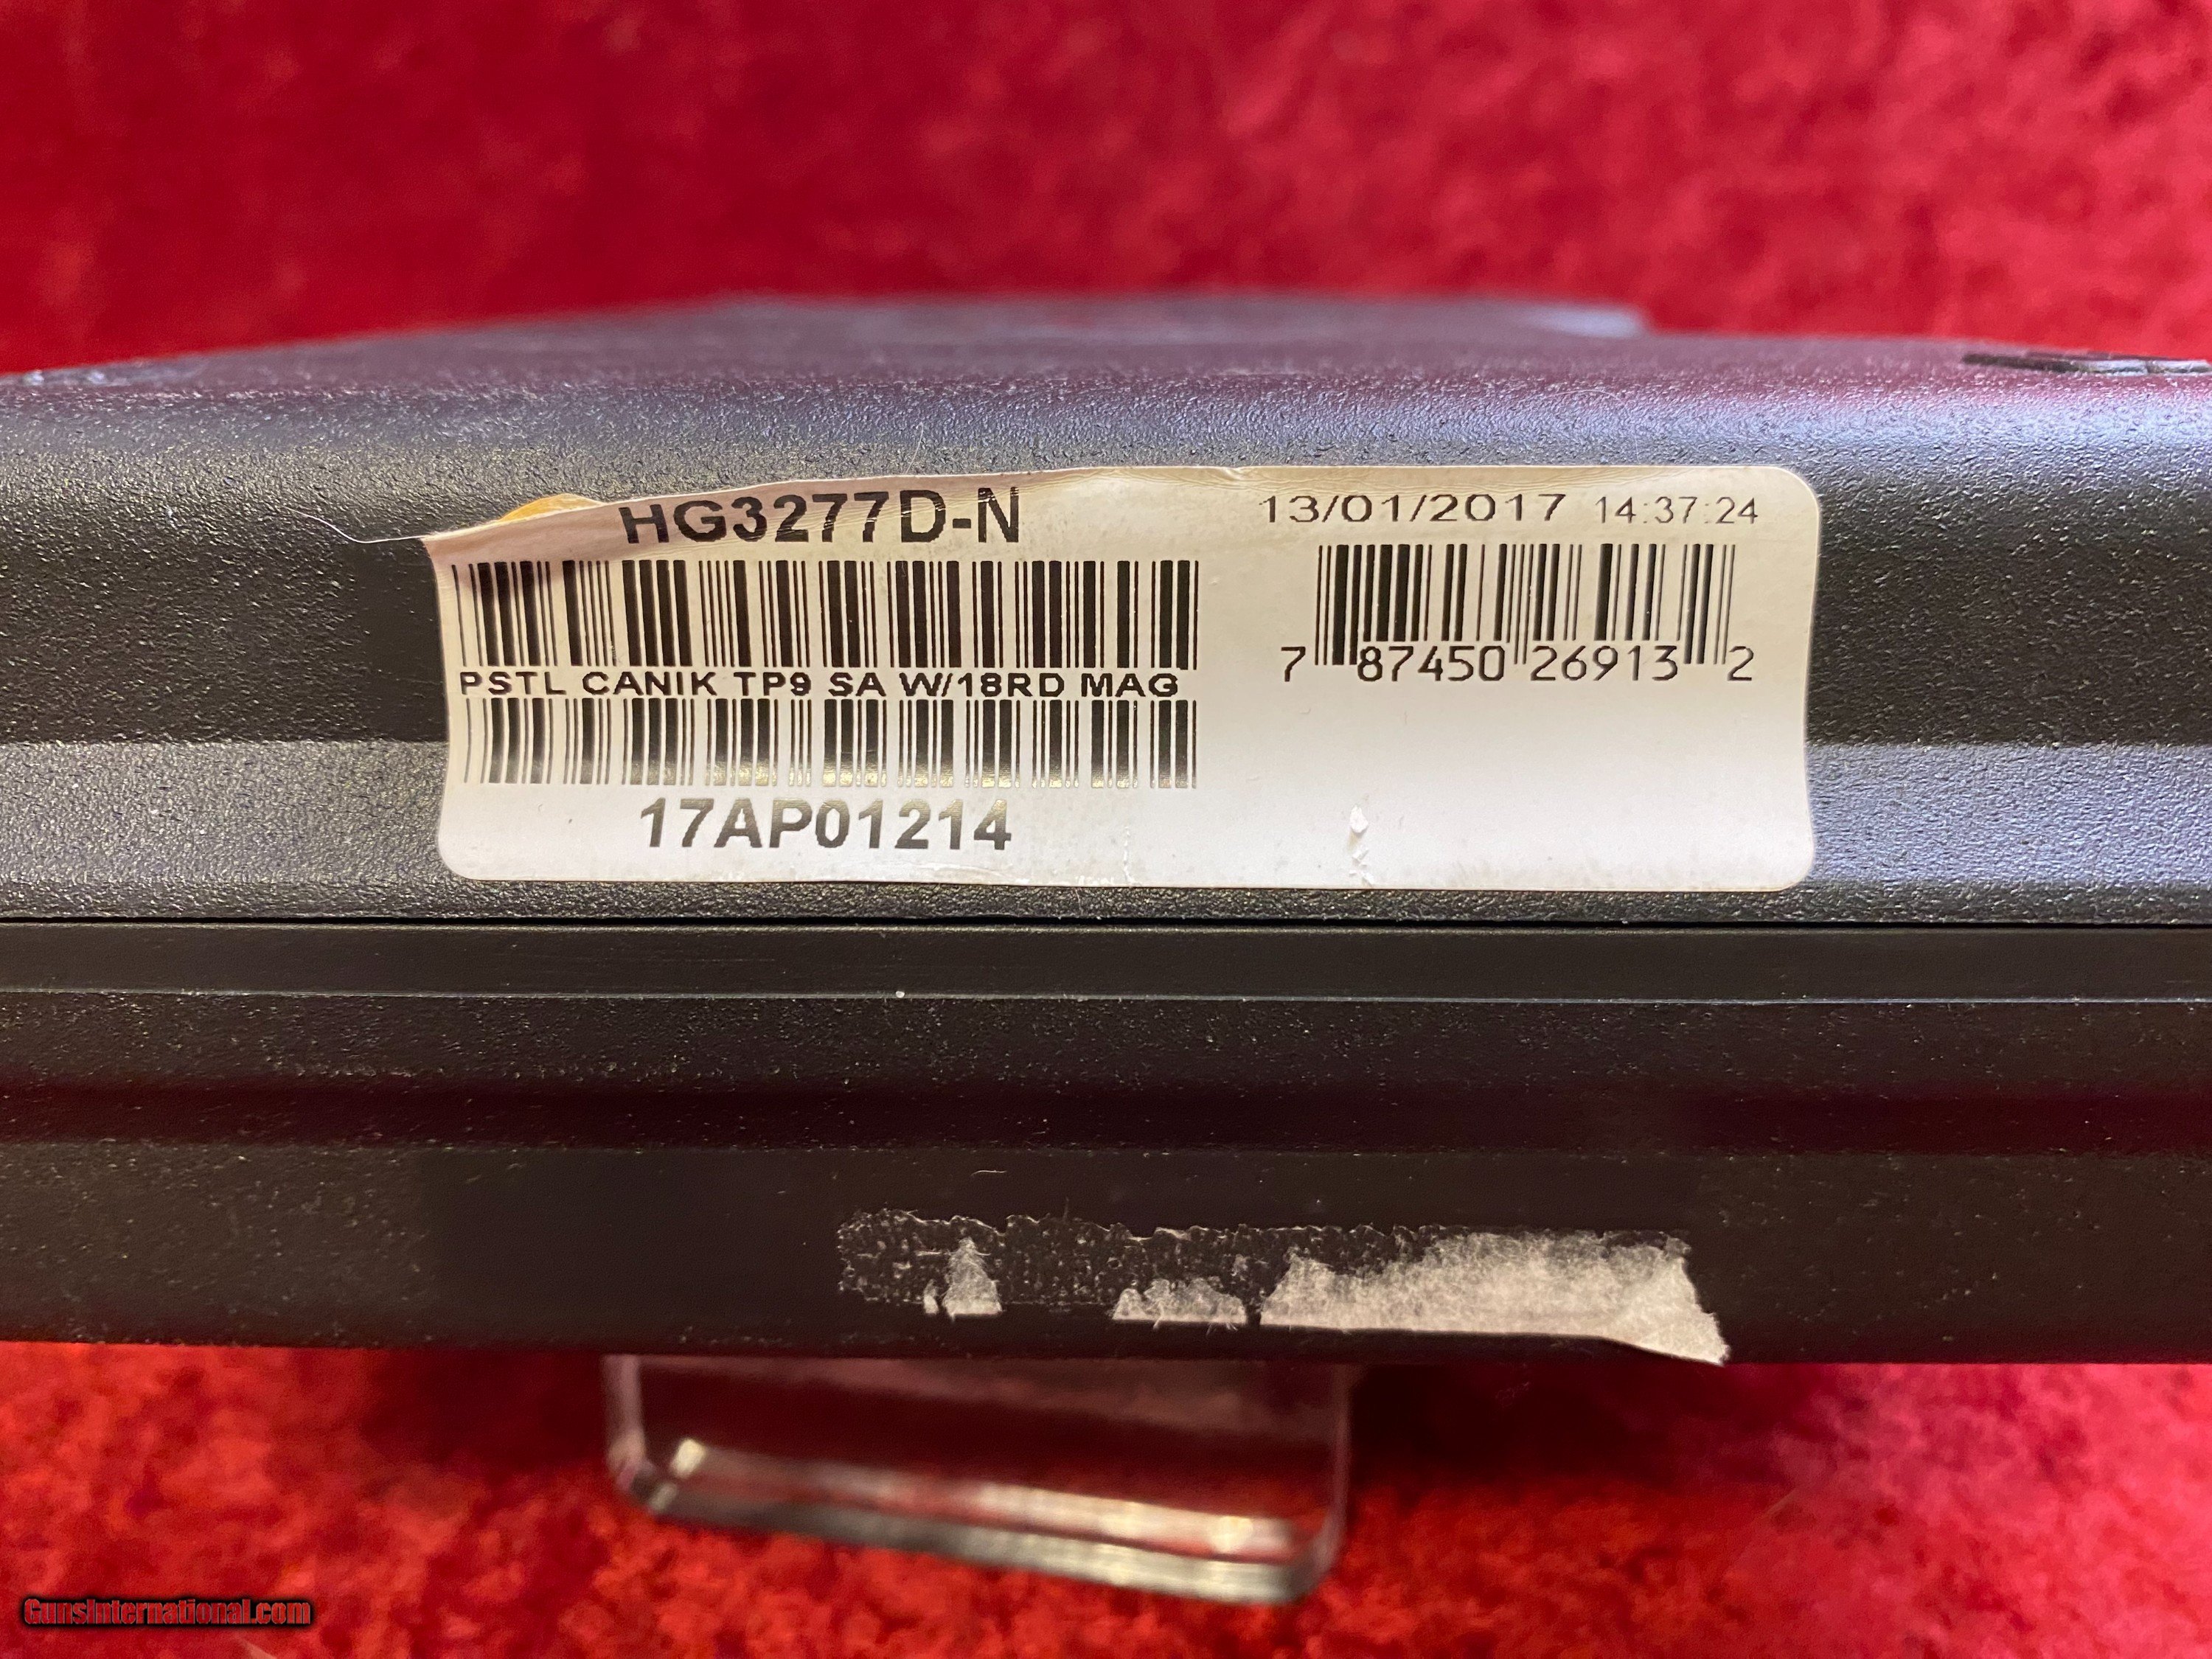 HG3277D-N
PSTL CANIK TP9 SA W/18RD MAG
17AP01214
13/01/2017 14:37:24
7 87450 26913 2
GunsInternational.com